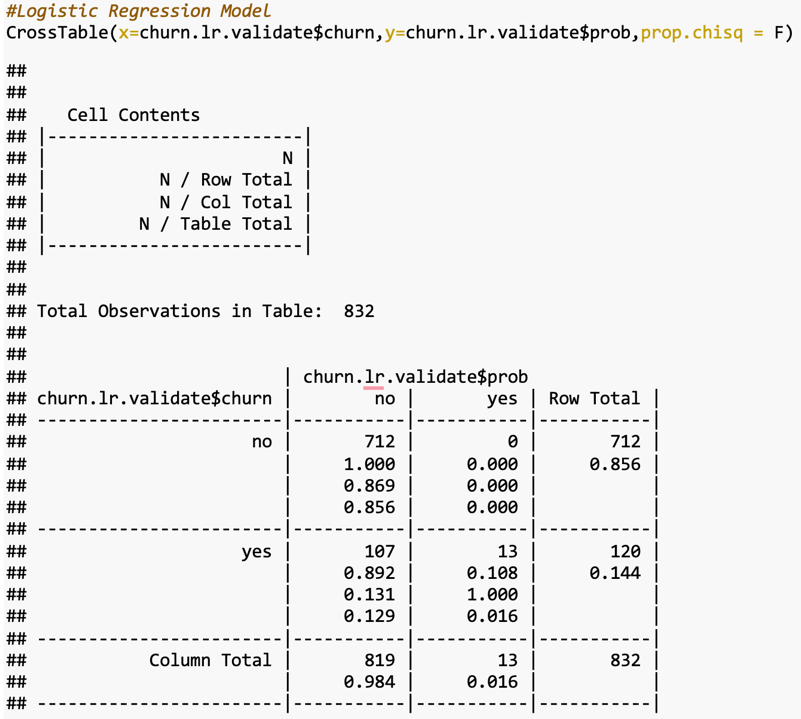 #Logistic Regression Model
CrossTable(x=churn.lr.validate$churn,y=churn.lr.validate$prob,prop.chisq = F)
##
##
##    Cell Contents
## |-------------------------|
## |                       N |
## |           N / Row Total |
## |           N / Col Total |
## |         N / Table Total |
## |-------------------------|
##
##
## Total Observations in Table:  832
##
##
##                         | churn.lr.validate$prob
## churn.lr.validate$churn |        no |       yes | Row Total |
## ------------------------|-----------|-----------|-----------|
##                      no |       712 |         0 |       712 |
##                         |     1.000 |     0.000 |     0.856 |
##                         |     0.869 |     0.000 |           |
##                         |     0.856 |     0.000 |           |
## ------------------------|-----------|-----------|-----------|
##                     yes |       107 |        13 |       120 |
##                         |     0.892 |     0.108 |     0.144 |
##                         |     0.131 |     1.000 |           |
##                         |     0.129 |     0.016 |           |
## ------------------------|-----------|-----------|-----------|
##            Column Total |       819 |        13 |       832 |
##                         |     0.984 |     0.016 |           |
## ------------------------|-----------|-----------|-----------|